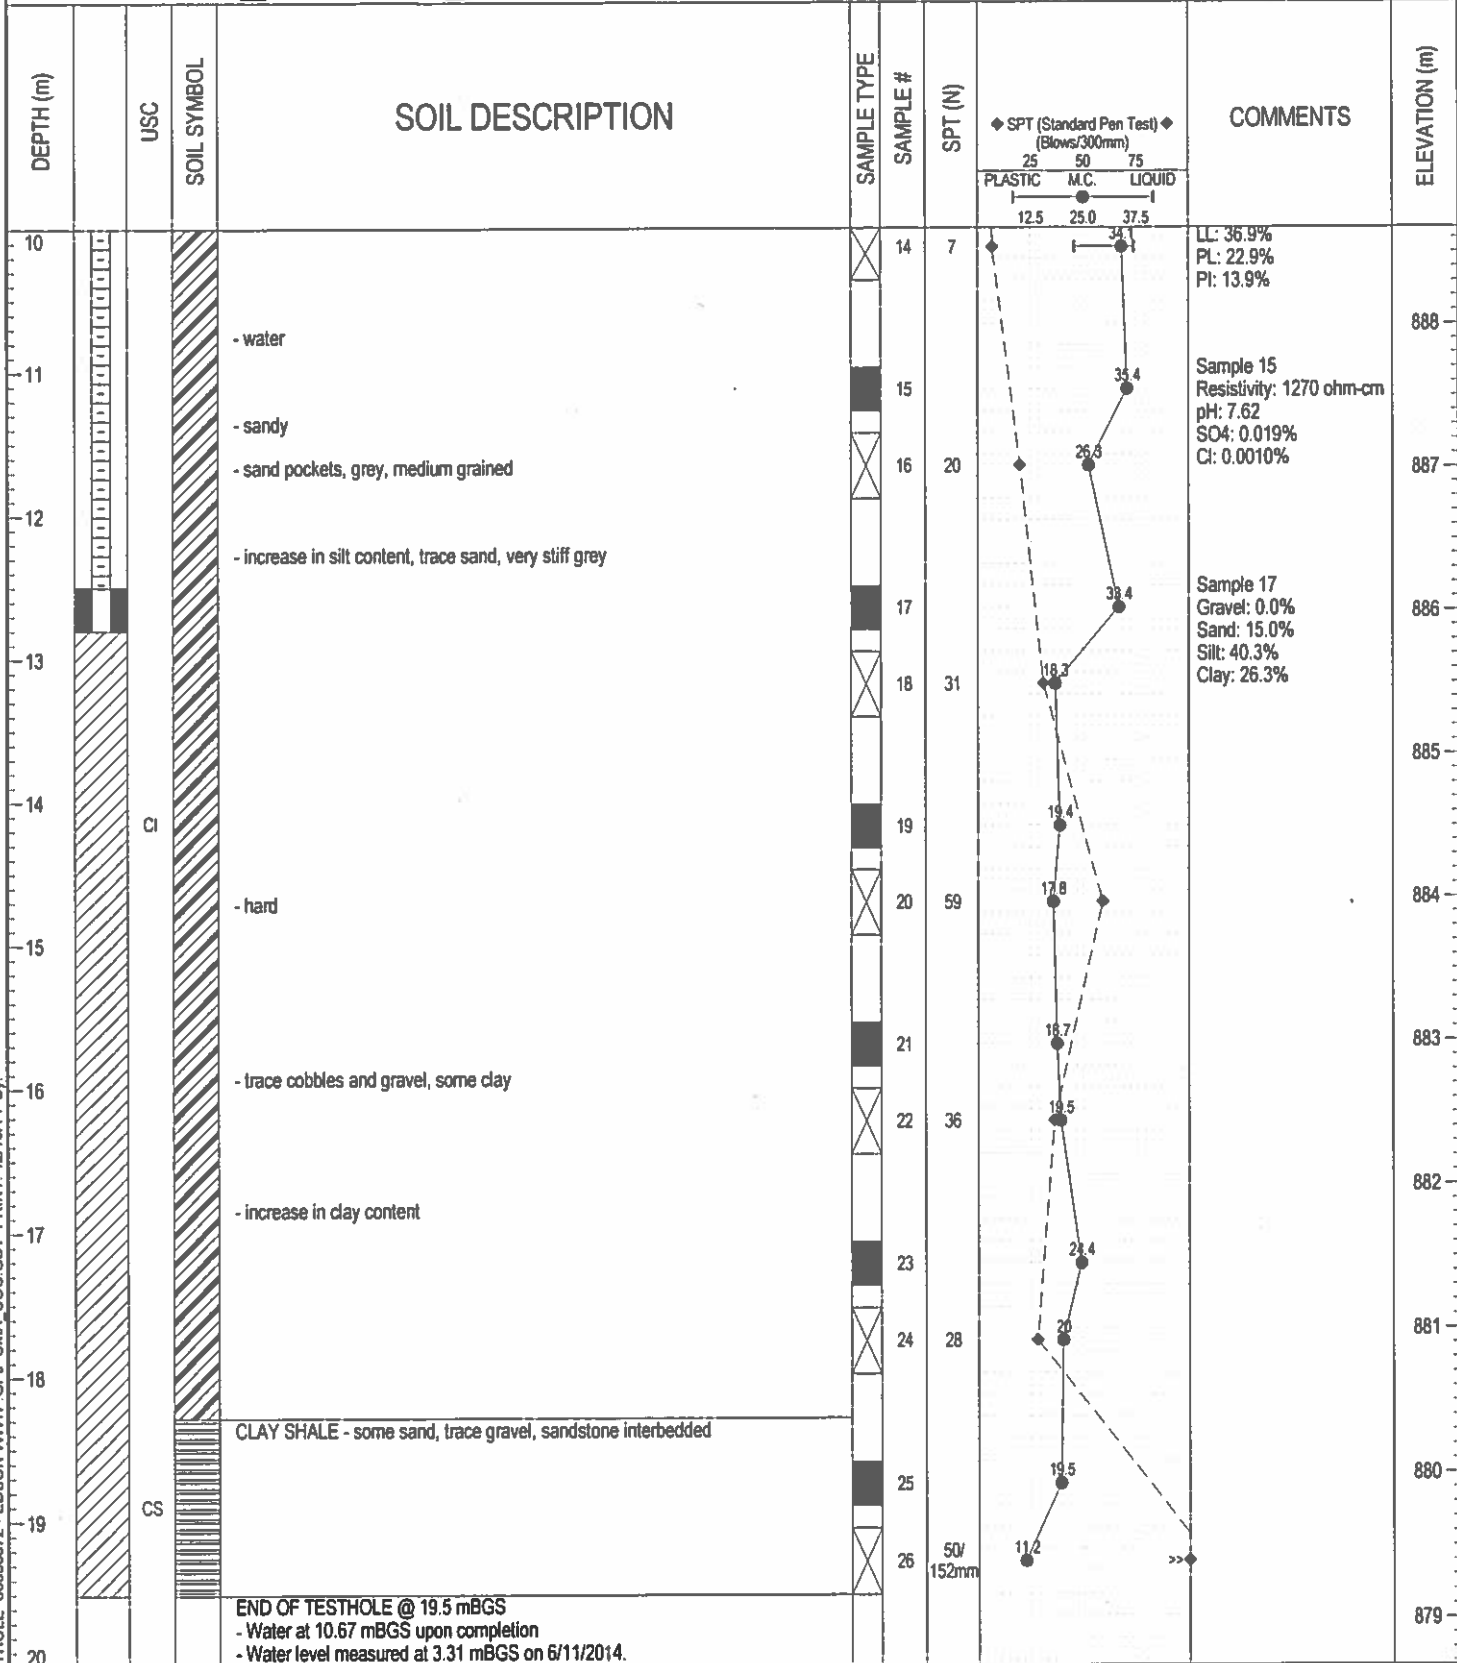 DEPTH (m)
USC
SOIL SYMBOL
SOIL DESCRIPTION
SAMPLE TYPE
SAMPLE #
SPT (N)
◆ SPT (Standard Pen Test) ◆
(Blows/300mm)
25 50 75
PLASTIC M.C. LIQUID
12.5 25.0 37.5
COMMENTS
ELEVATION (m)
10
14 7
34.1
LL: 36.9%
PL: 22.9%
PI: 13.9%
888
- water
11
15
35.4
Sample 15
Resistivity: 1270 ohm-cm
pH: 7.62
SO4: 0.019%
Cl: 0.0010%
- sandy
- sand pockets, grey, medium grained
16 20
26.3
887
12
- increase in silt content, trace sand, very stiff grey
17
33.4
Sample 17
Gravel: 0.0%
Sand: 15.0%
Silt: 40.3%
Clay: 26.3%
886
13
18 31
18.3
885
14
CI
19
19.4
- hard
20 59
17.8
884
15
21
18.7
883
16
- trace cobbles and gravel, some clay
22 36
19.5
882
- increase in clay content
17
23
24.4
24 28
20
881
18
CLAY SHALE - some sand, trace gravel, sandstone interbedded
25
19.5
880
CS
19
26
50/
152mm
11.2
>>
END OF TESTHOLE @ 19.5 mBGS
- Water at 10.67 mBGS upon completion
- Water level measured at 3.31 mBGS on 6/11/2014.
879
20